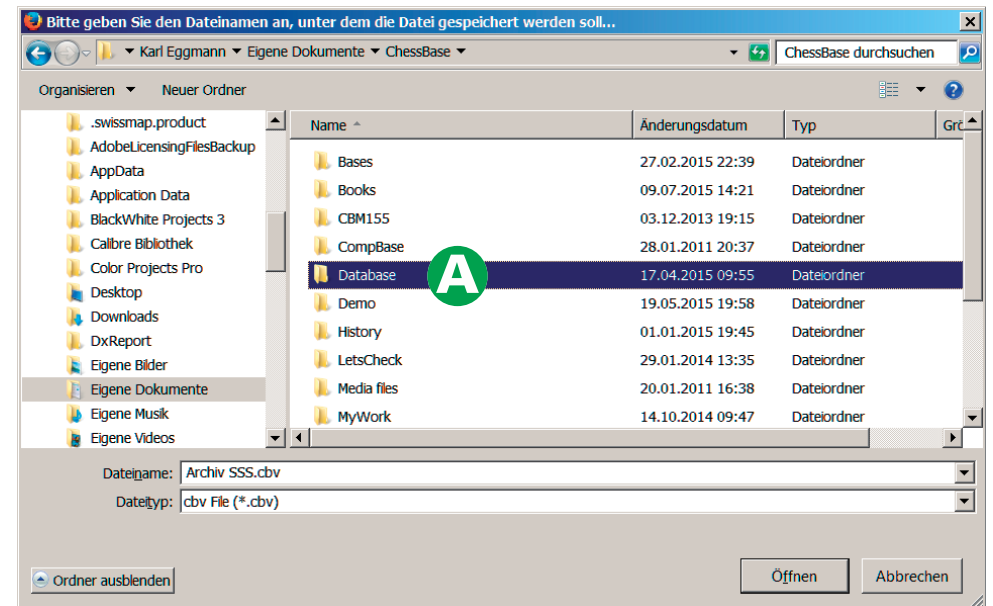 Bitte geben Sie den Dateinamen an, unter dem die Datei gespeichert werden soll...
Karl Eggmann Eigene Dokumente ChessBase
ChessBase durchsuchen
Organisieren Neuer Ordner
.swissmap.product
AdobeLicensingFilesBackup
AppData
Application Data
BlackWhite Projects 3
Calibre Bibliothek
Color Projects Pro
Desktop
Downloads
DxReport
Eigene Bilder
Eigene Dokumente
Eigene Musik
Eigene Videos
Name Änderungsdatum Typ Grö
Bases 27.02.2015 22:39 Dateiordner
Books 09.07.2015 14:21 Dateiordner
CBM155 03.12.2013 19:15 Dateiordner
CompBase 28.01.2011 20:37 Dateiordner
Database A 17.04.2015 09:55 Dateiordner
Demo 19.05.2015 19:58 Dateiordner
History 01.01.2015 19:45 Dateiordner
LetsCheck 29.01.2014 13:35 Dateiordner
Media files 20.01.2011 16:38 Dateiordner
MyWork 14.10.2014 09:47 Dateiordner
Dateiname: Archiv SSS.cbv
Dateityp: cbv File (*.cbv)
Ordner ausblenden
Öffnen Abbrechen